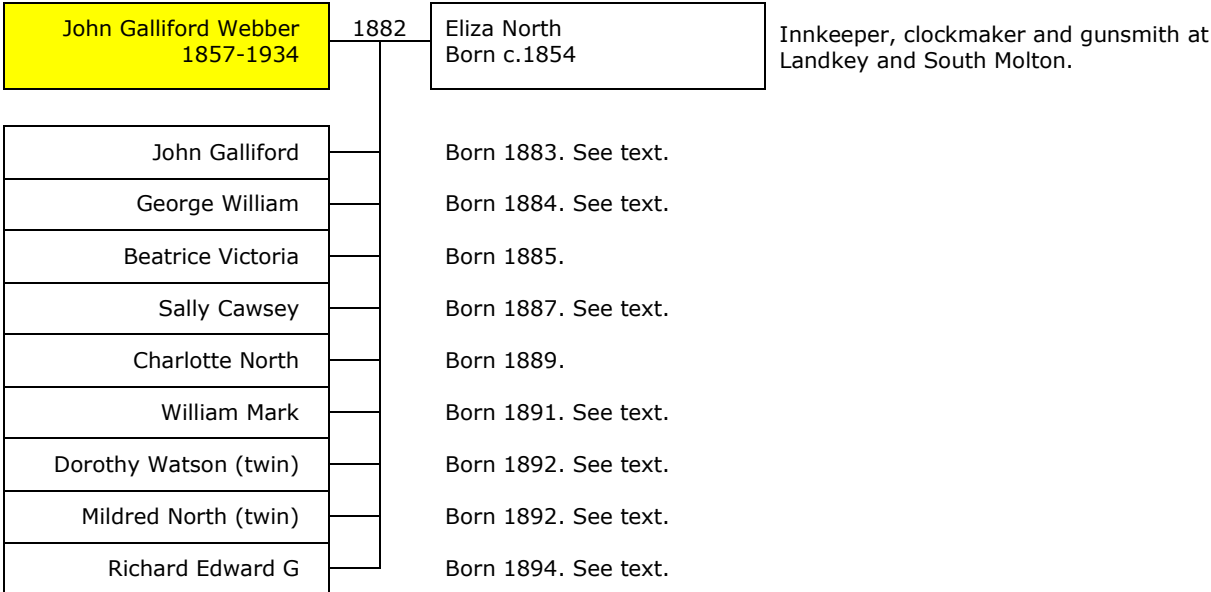 John Galliford Webber
1857-1934
1882
Eliza North
Born c.1854
Innkeeper, clockmaker and gunsmith at
Landkey and South Molton.
John Galliford
Born 1883. See text.
George William
Born 1884. See text.
Beatrice Victoria
Born 1885.
Sally Cawsey
Born 1887. See text.
Charlotte North
Born 1889.
William Mark
Born 1891. See text.
Dorothy Watson (twin)
Born 1892. See text.
Mildred North (twin)
Born 1892. See text.
Richard Edward G
Born 1894. See text.